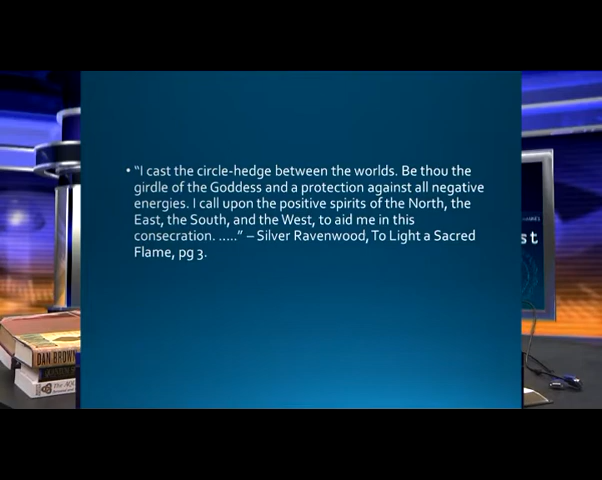 • “I cast the circle-hedge between the worlds. Be thou the
girdle of the Goddess and a protection against all negative
energies. I call upon the positive spirits of the North, the
East, the South, and the West, to aid me in this
consecration. .....” – Silver Ravenwood, To Light a Sacred
Flame, pg 3.
st
DAN BROWN